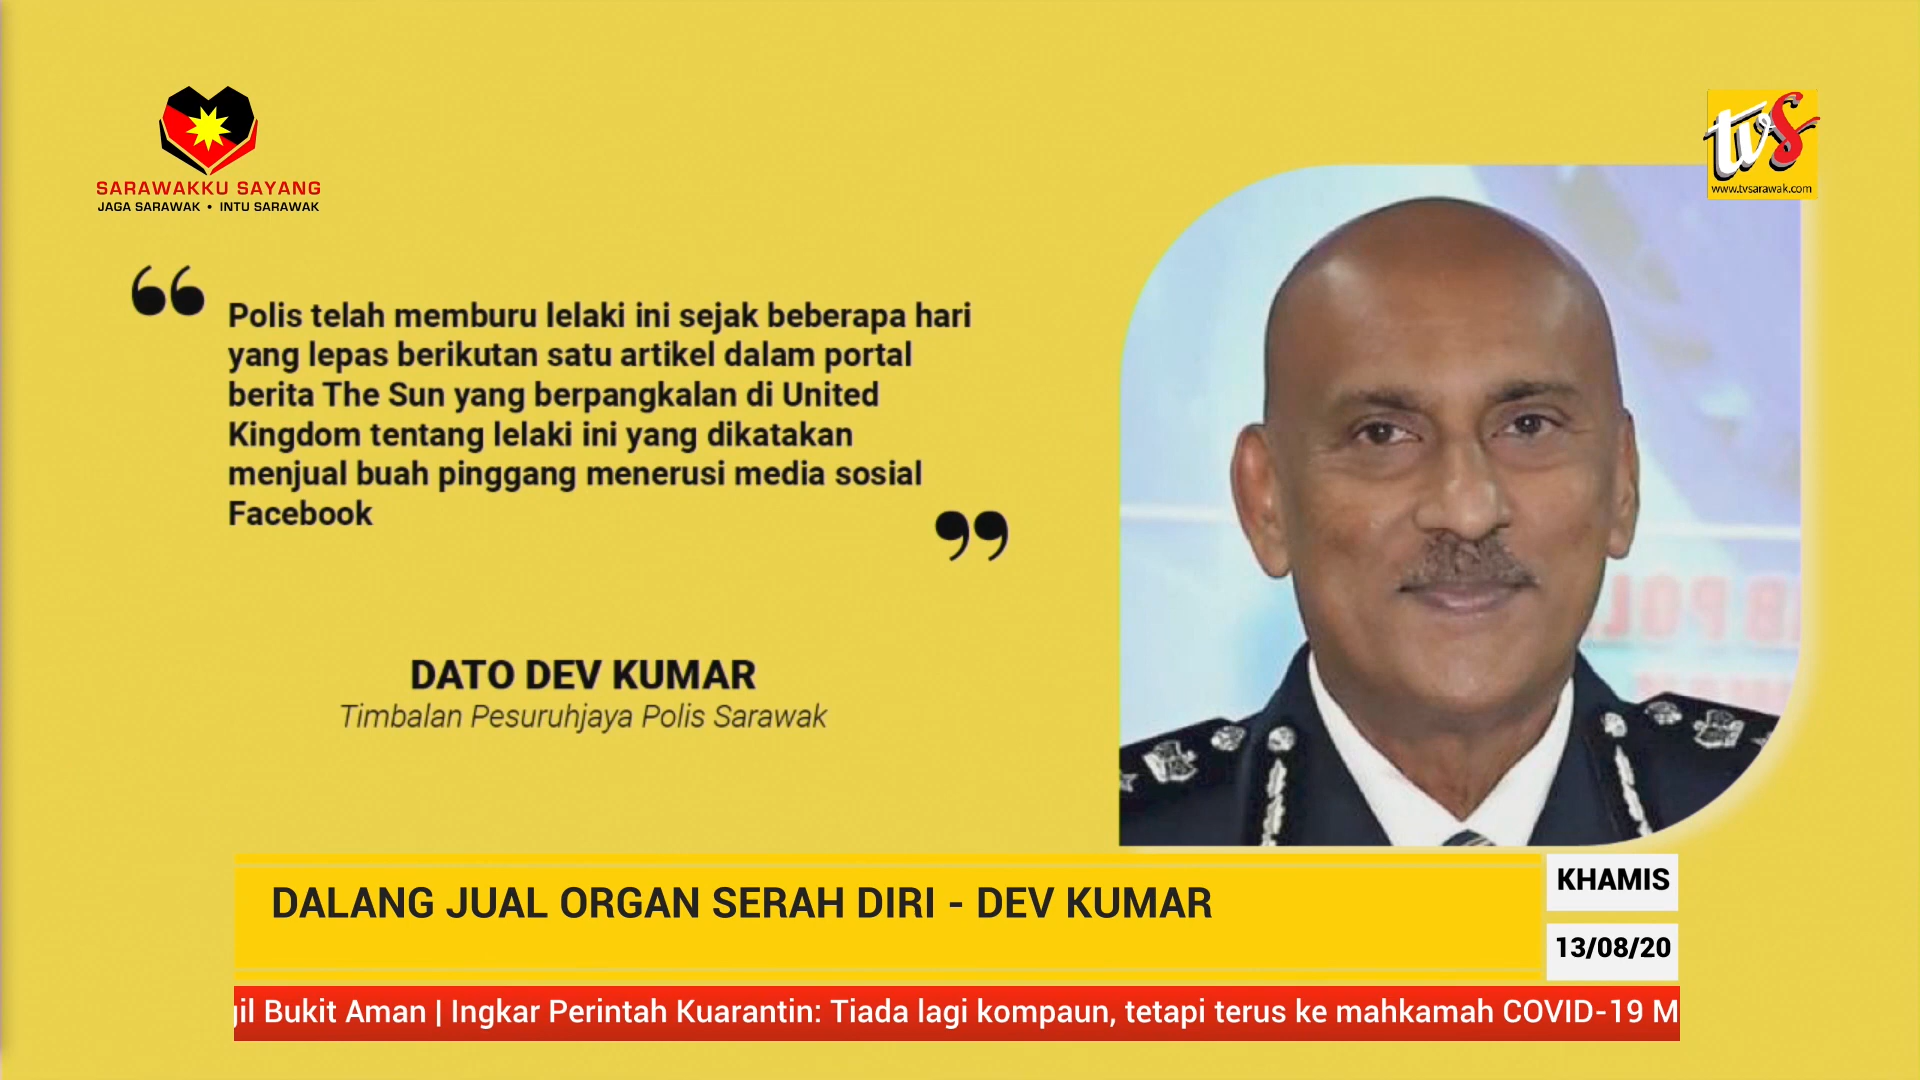 SARAWAKKU SAYANG
JAGA SARAWAK • INTU SARAWAK
tvS
www.tvsarawak.com
“Polis telah memburu lelaki ini sejak beberapa hari
yang lepas berikutan satu artikel dalam portal
berita The Sun yang berpangkalan di United
Kingdom tentang lelaki ini yang dikatakan
menjual buah pinggang menerusi media sosial
Facebook”
DATO DEV KUMAR
Timbalan Pesuruhjaya Polis Sarawak
DALANG JUAL ORGAN SERAH DIRI - DEV KUMAR
KHAMIS
13/08/20
Bukit Aman | Ingkar Perintah Kuarantin: Tiada lagi kompaun, tetapi terus ke mahkamah COVID-19 M